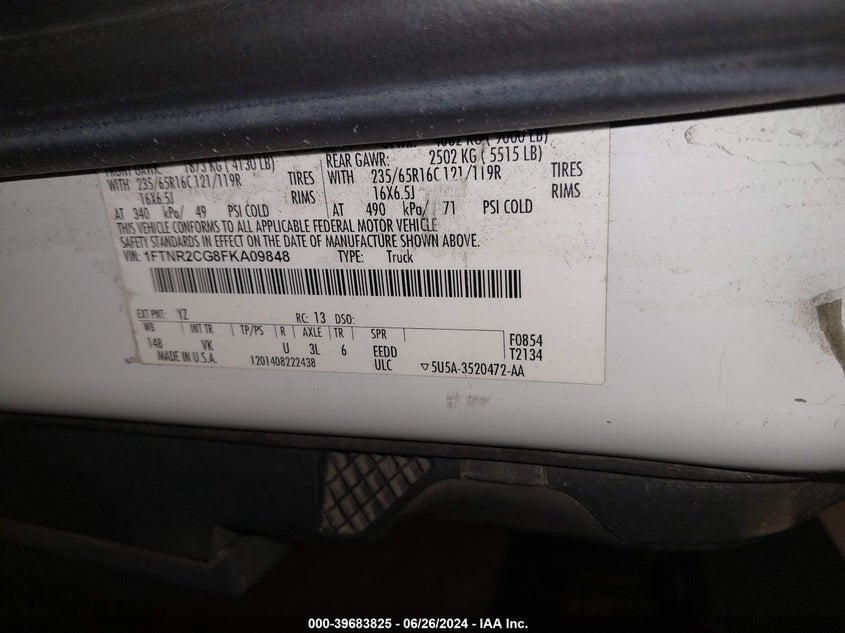 FRONT GAWR: 1873 KG ( 4130 LB)
WITH 235/65R16C 121/119R TIRES
16X6.5J RIMS
AT 340 kPa/ 49 PSI COLD
REAR GAWR: 2502 KG ( 5515 LB)
WITH 235/65R16C 121/119R TIRES
16X6.5J RIMS
AT 490 kPa/ 71 PSI COLD
THIS VEHICLE CONFORMS TO ALL APPLICABLE FEDERAL MOTOR VEHICLE
SAFETY STANDARDS IN EFFECT ON THE DATE OF MANUFACTURE SHOWN ABOVE.
VIN: 1FTNR2CG8FKA09848 TYPE: Truck
EXT PNT: YZ RC: 13 DSO:
WB INT TR TP/PS R AXLE TR SPR
148 VK U 3L 6 EEDD
F0854
T2134
MADE IN U.S.A. 1201408222438 ULC ▽5U5A-3520472-AA
000-39683825 - 06/26/2024 - IAA Inc.